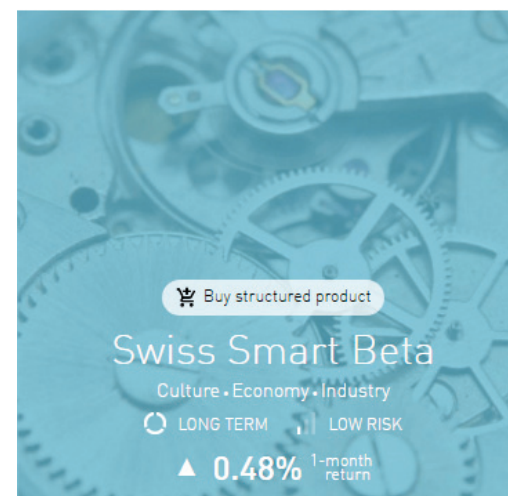 Buy structured product
Swiss Smart Beta
Culture • Economy • Industry
LONG TERM LOW RISK
▲ 0.48% 1-month
return